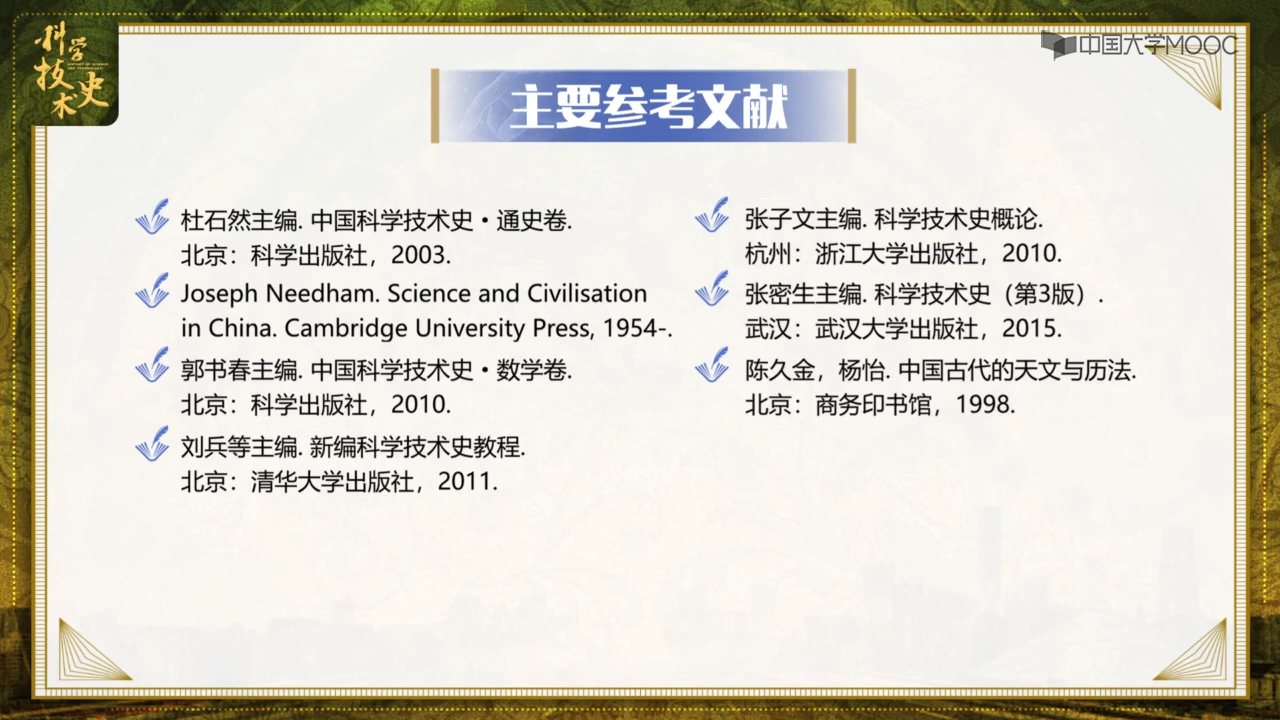 科学技术史
HISTORY OF SCIENCE AND TECHNOLOGY
中国大学MOOC
主要参考文献
杜石然主编. 中国科学技术史·通史卷.
北京：科学出版社，2003.
Joseph Needham. Science and Civilisation
in China. Cambridge University Press, 1954-.
郭书春主编. 中国科学技术史·数学卷.
北京：科学出版社，2010.
刘兵等主编. 新编科学技术史教程.
北京：清华大学出版社，2011.
张子文主编. 科学技术史概论.
杭州：浙江大学出版社，2010.
张密生主编. 科学技术史（第3版）.
武汉：武汉大学出版社，2015.
陈久金，杨怡. 中国古代的天文与历法.
北京：商务印书馆，1998.